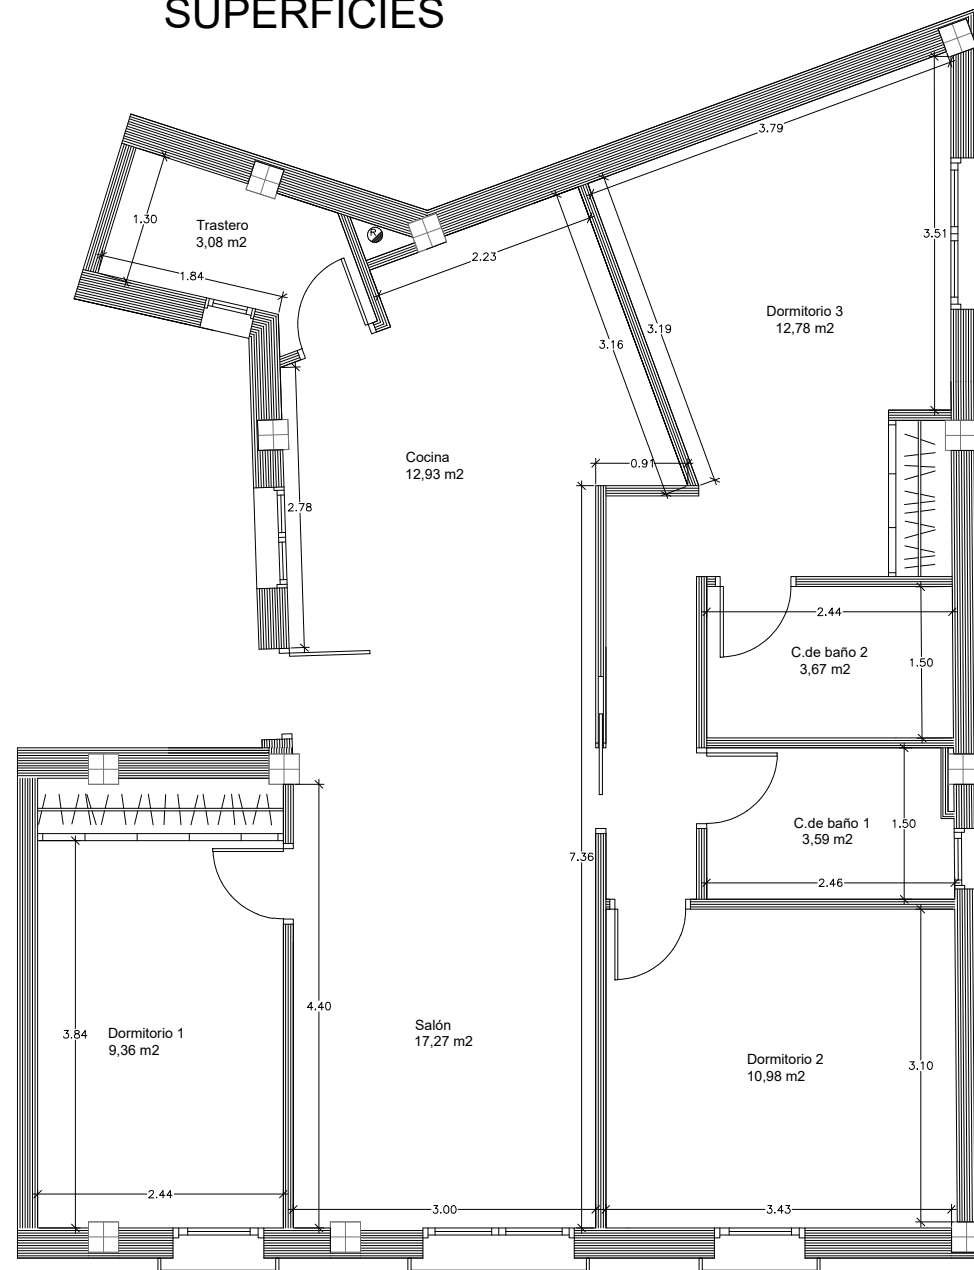 SUPERFICIES
3.79
1.30
Trastero
3,08 m2
3.51
2.23
1.84
Dormitorio 3
12,78 m2
3.19
3.16
Cocina
12,93 m2
0.91
2.78
2.44
C.de baño 2
3,67 m2
1.50
C.de baño 1
3,59 m2
1.50
7.36
2.46
4.40
Salón
17,27 m2
3.84
Dormitorio 1
9,36 m2
Dormitorio 2
10,98 m2
3.10
2.44
3.00
3.43